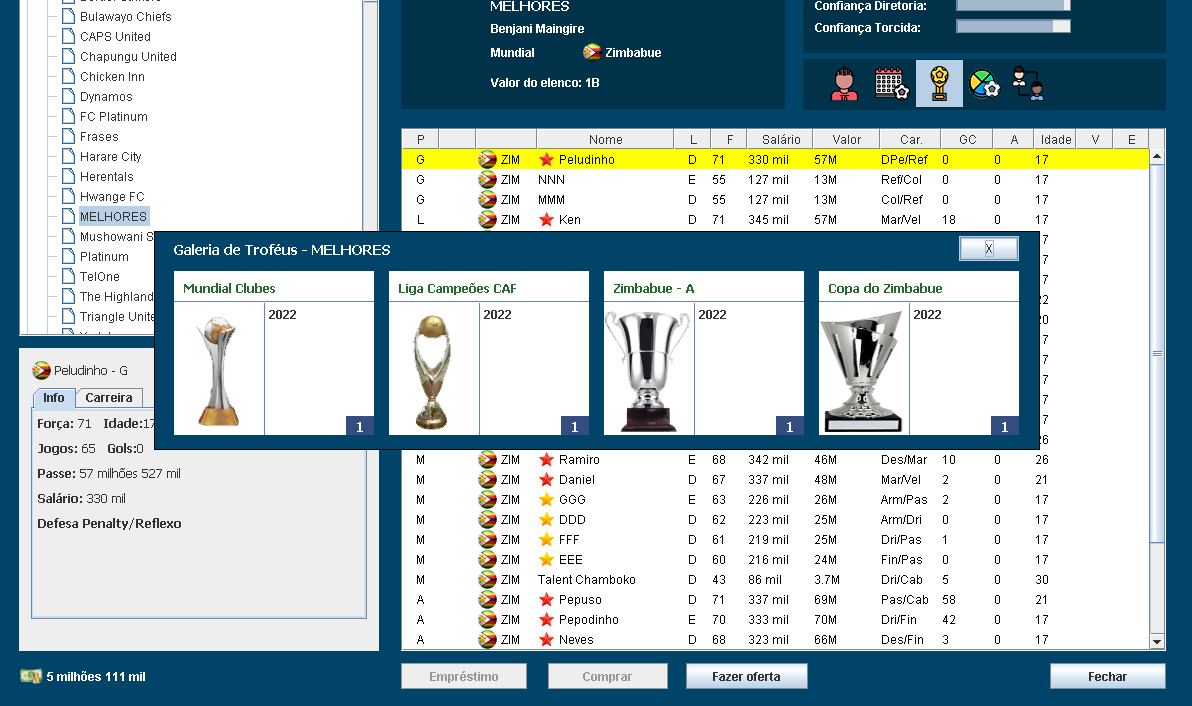 Bulawayo Chiefs
CAPS United
Chapungu United
Chicken Inn
Dynamos
FC Platinum
Frases
Harare City
Herentals
Hwange FC
MELHORES
Mushowani S
Platinum
TelOne
The Highland
Triangle Unite
MELHORES
Benjani Maingire
Mundial Zimbabue
Valor do elenco: 1B
Confiança Diretoria:
Confiança Torcida:
P Nome L F Salário Valor Car. GC A Idade V E
G ZIM Peludinho D 71 330 mil 57M DPe/Ref 0 0 17
G ZIM NNN E 55 127 mil 13M Ref/Col 0 0 17
G ZIM MMM D 55 127 mil 13M Col/Ref 0 0 17
L ZIM Ken D 71 345 mil 57M Mar/Vel 18 0 17
7
7
7
22
20
7
7
7
7
7
26
Galeria de Troféus - MELHORES X
Mundial Clubes
2022
1
Liga Campeões CAF
2022
1
Zimbabue - A
2022
1
Copa do Zimbabue
2022
1
M ZIM Ramiro E 68 342 mil 46M Des/Mar 10 0 26
M ZIM Daniel D 67 337 mil 48M Mar/Vel 2 0 21
M ZIM GGG E 63 226 mil 26M Arm/Pas 2 0 17
M ZIM DDD D 62 223 mil 25M Arm/Dri 0 0 17
M ZIM FFF D 61 219 mil 25M Dri/Pas 1 0 17
M ZIM EEE D 60 216 mil 24M Fin/Pas 0 0 17
M ZIM Talent Chamboko D 43 86 mil 3.7M Dri/Cab 5 0 30
A ZIM Pepuso D 71 337 mil 69M Pas/Cab 58 0 21
A ZIM Pepodinho E 70 333 mil 70M Dri/Fin 42 0 17
A ZIM Neves D 68 323 mil 66M Des/Fin 3 0 17
Peludinho - G
Info Carreira
Força: 71 Idade:17
Jogos: 65 Gols:0
Passe: 57 milhões 527 mil
Salário: 330 mil
Defesa Penalty/Reflexo
5 milhões 111 mil
Empréstimo Comprar Fazer oferta Fechar